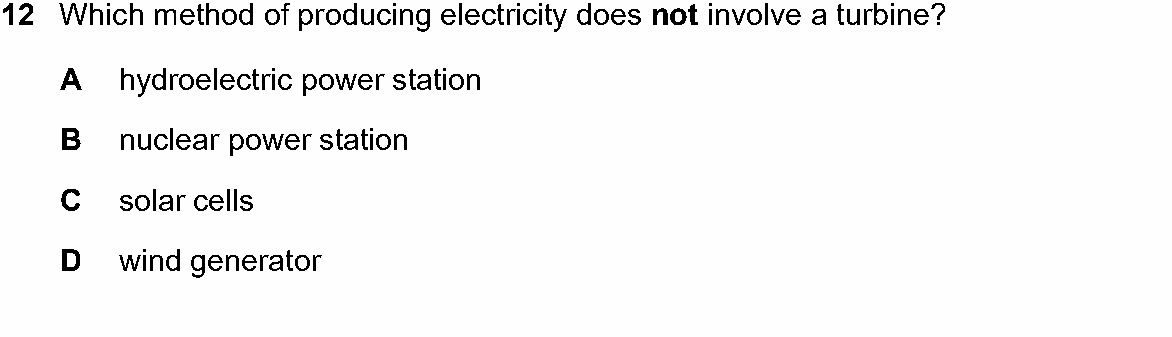 12 Which method of producing electricity does not involve a turbine?
A hydroelectric power station
B nuclear power station
C solar cells
D wind generator